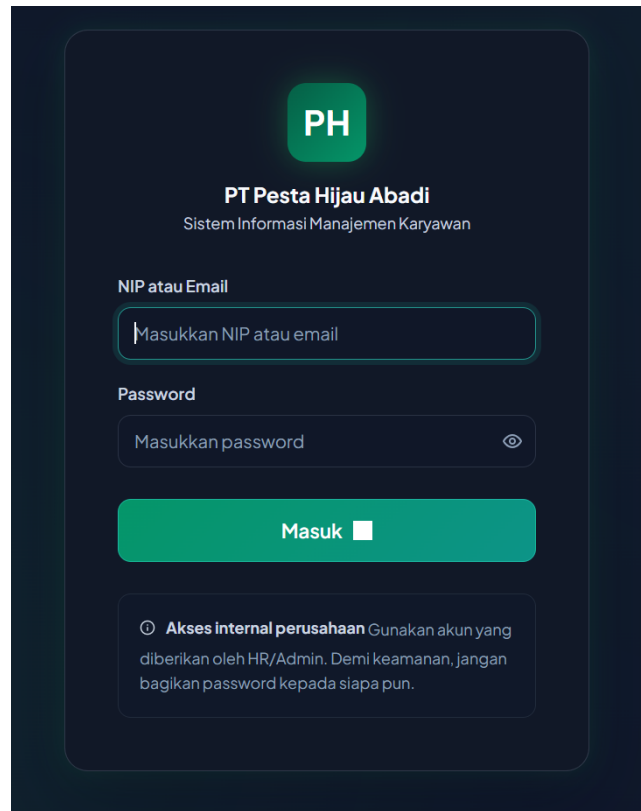 PH
PT Pesta Hijau Abadi
Sistem Informasi Manajemen Karyawan
NIP atau Email
Masukkan NIP atau email
Password
Masukkan password
Masuk
Akses internal perusahaan Gunakan akun yang
diberikan oleh HR/Admin. Demi keamanan, jangan
bagikan password kepada siapa pun.